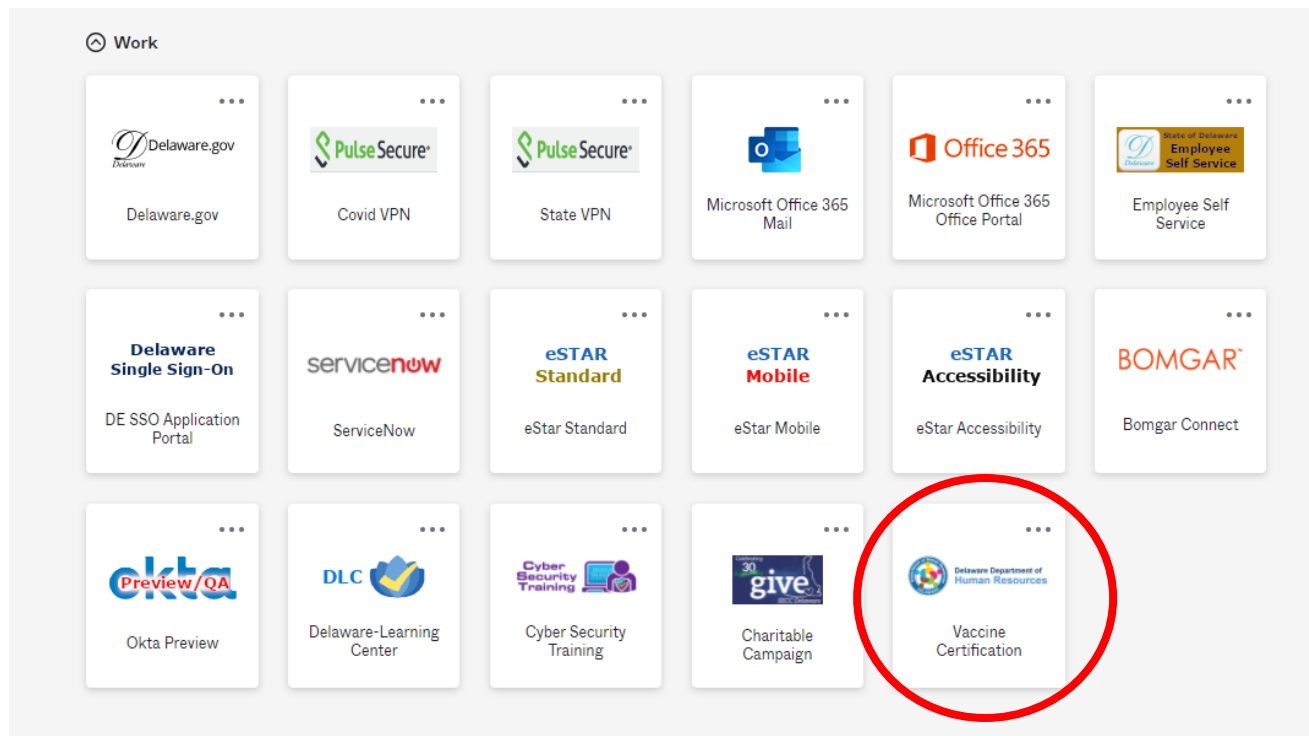 Work
Delaware.gov
Delaware
Delaware.gov
Pulse Secure
Covid VPN
Pulse Secure
State VPN
Microsoft Office 365
Mail
Office 365
Microsoft Office 365
Office Portal
State of Delaware
Employee
Self Service
Delaware
Employee Self
Service
Delaware
Single Sign-On
DE SSO Application
Portal
servicenow
ServiceNow
eSTAR
Standard
eStar Standard
eSTAR
Mobile
eStar Mobile
eSTAR
Accessibility
eStar Accessibility
BOMGAR
Bomgar Connect
okta
Preview/QA
Okta Preview
DLC
Delaware-Learning
Center
Cyber
Security
Training
Cyber Security
Training
Celebrating
30
give
Charitable
Campaign
Delaware Department of
Human Resources
Vaccine
Certification